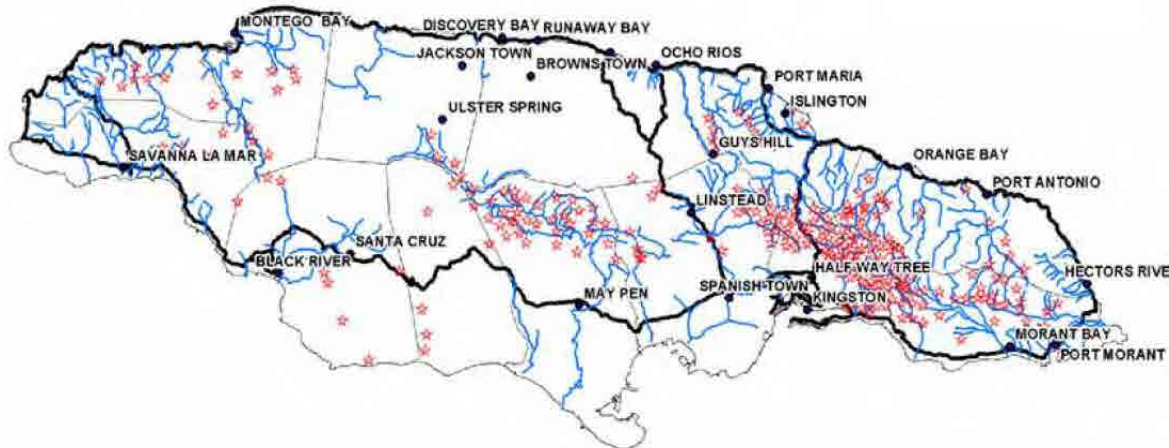 MONTEGO BAY
DISCOVERY BAY
RUNAWAY BAY
JACKSON TOWN
BROWNS TOWN
OCHO RIOS
PORT MARIA
ISLINGTON
ULSTER SPRING
GUYS HILL
SAVANNA LA MAR
ORANGE BAY
PORT ANTONIO
LINSTEAD
SANTA CRUZ
BLACK RIVER
HALF WAY TREE
HECTORS RIVE
MAY PEN
SPANISH TOWN
KINGSTON
MORANT BAY
PORT MORANT